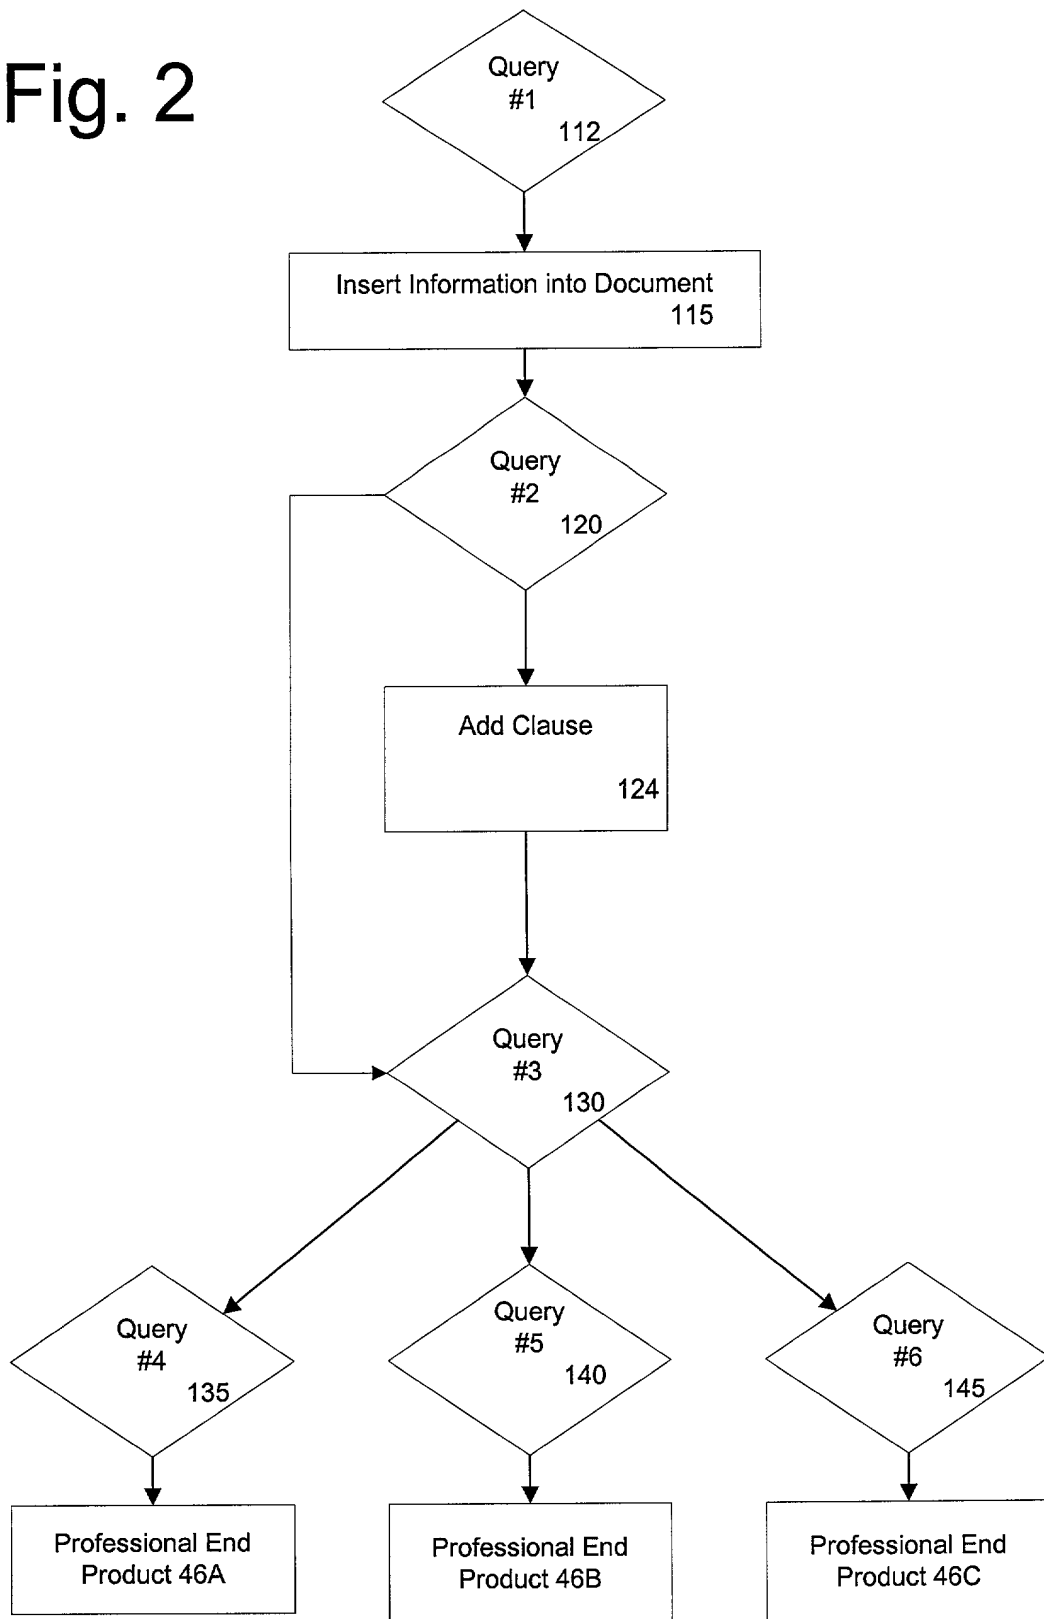 Fig. 2
Query
#1
112
Insert Information into Document
115
Query
#2
120
Add Clause
124
Query
#3
130
Query
#4
135
Query
#5
140
Query
#6
145
Professional End
Product 46A
Professional End
Product 46B
Professional End
Product 46C